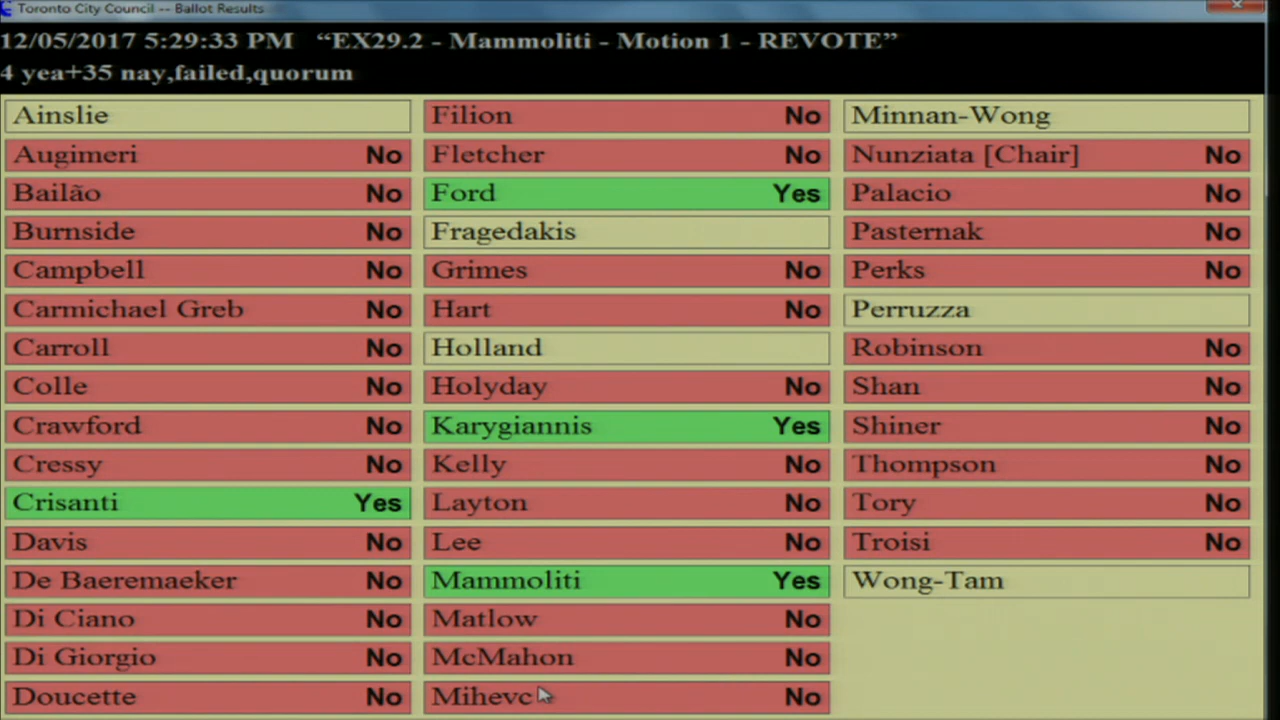 Toronto City Council -- Ballot Results
12/05/2017 5:29:33 PM “EX29.2 - Mammoliti - Motion 1 - REVOTE”
4 yea+35 nay,failed,quorum
Ainslie
Augimeri No
Bailão No
Burnside No
Campbell No
Carmichael Greb No
Carroll No
Colle No
Crawford No
Cressy No
Crisanti Yes
Davis No
De Baeremaeker No
Di Ciano No
Di Giorgio No
Doucette No
Filion No
Fletcher No
Ford Yes
Fragedakis
Grimes No
Hart No
Holland
Holyday No
Karygiannis Yes
Kelly No
Layton No
Lee No
Mammoliti Yes
Matlow No
McMahon No
Mihevc No
Minnan-Wong
Nunziata [Chair] No
Palacio No
Pasternak No
Perks No
Perruzza
Robinson No
Shan No
Shiner No
Thompson No
Tory No
Troisi No
Wong-Tam